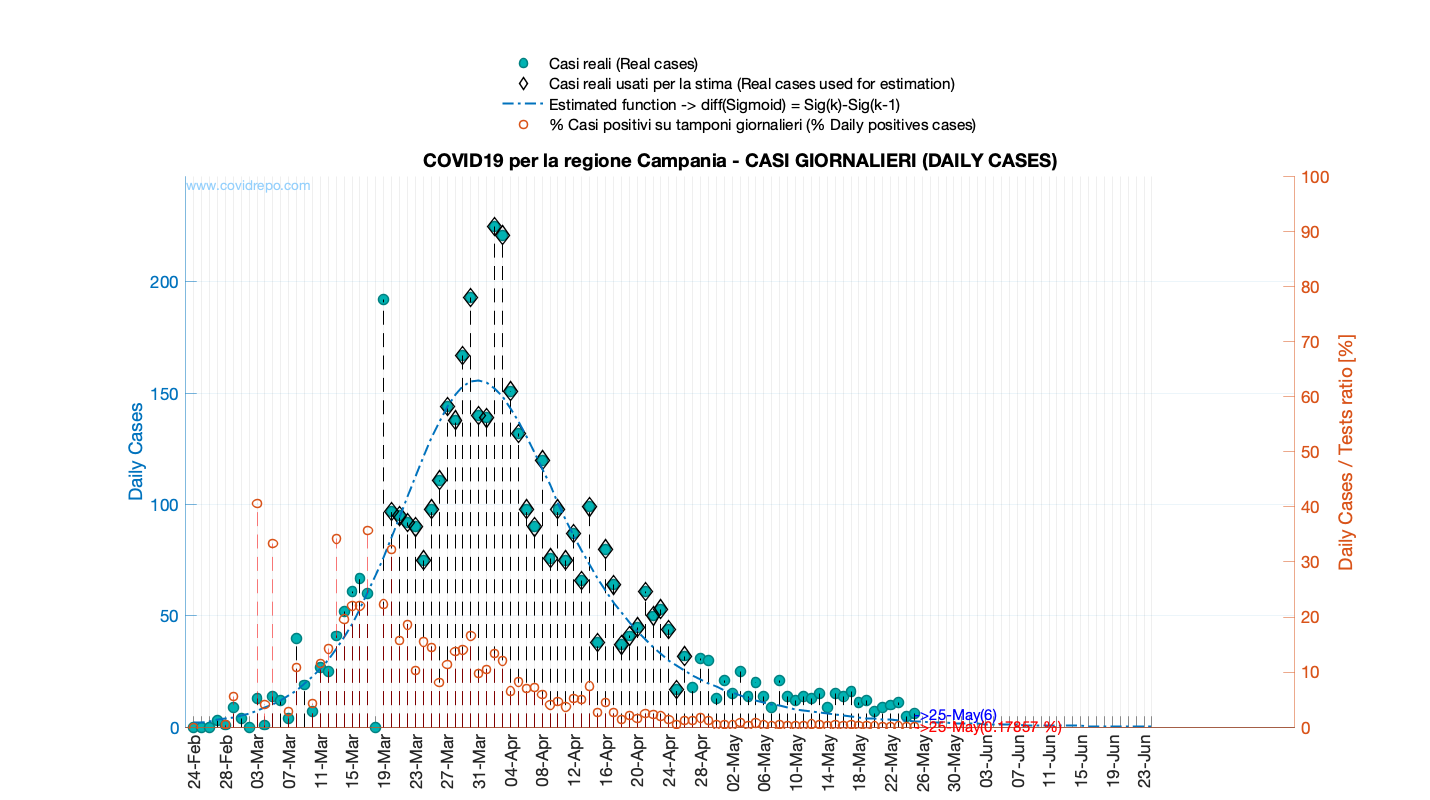 Casi reali (Real cases)
Casi reali usati per la stima (Real cases used for estimation)
Estimated function -> diff(Sigmoid) = Sig(k)-Sig(k-1)
% Casi positivi su tamponi giornalieri (% Daily positives cases)
COVID19 per la regione Campania - CASI GIORNALIERI (DAILY CASES)
www.covidrepo.com
Daily Cases
200
150
100
50
0
100
90
80
70
60
50
40
30
20
10
0
Daily Cases / Tests ratio [%]
>25-May(6)
>25-May(0.17857 %)
24-Feb
28-Feb
03-Mar
07-Mar
11-Mar
15-Mar
19-Mar
23-Mar
27-Mar
31-Mar
04-Apr
08-Apr
12-Apr
16-Apr
20-Apr
24-Apr
28-Apr
02-May
06-May
10-May
14-May
18-May
22-May
26-May
30-May
03-Jun
07-Jun
11-Jun
15-Jun
19-Jun
23-Jun